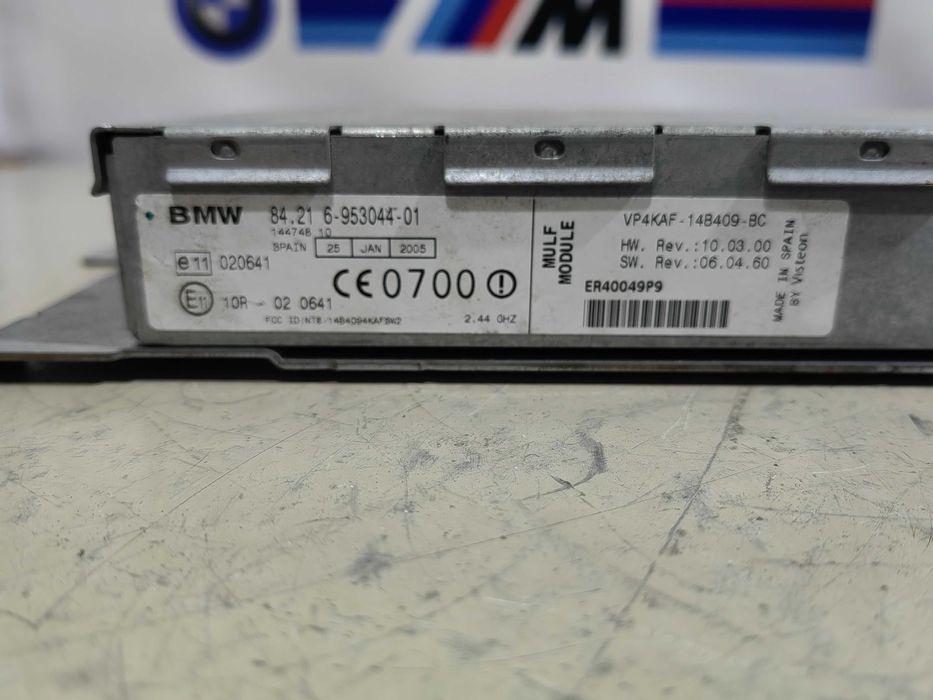 M
BMW 84.21 6-953044-01
144748 10
SPAIN 25 JAN 2005
e11 020641
CE0700
E11 10R - 02 0641
2.44 GHZ
MULF
MODULE
VP4KAF-14B409-BC
HW. Rev.:10.03.00
SW. Rev.:06.04.60
ER40049P9
MADE IN SPAIN
BY Visteon